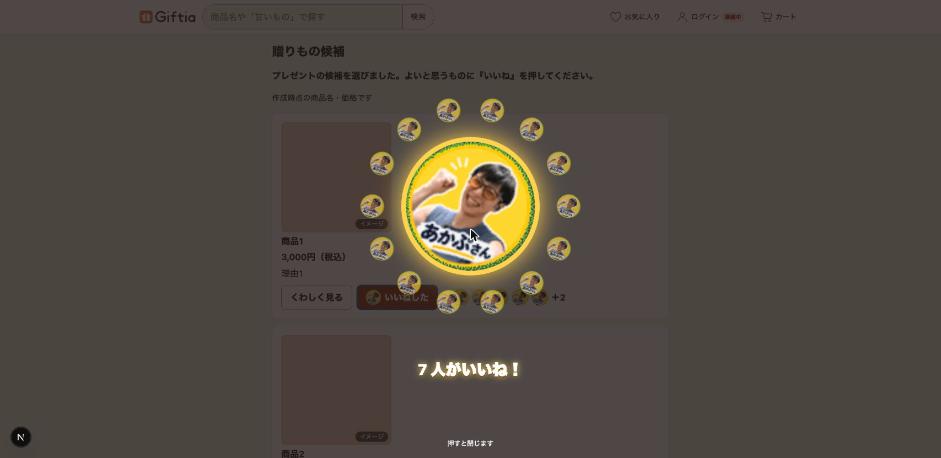 Giftia
商品名や「甘いもの」で探す
検索
お気に入り
ログイン
準備中
カート
贈りもの候補
プレゼントの候補を選びました。よいと思うものに「いいね」を押してください。
作成時点の商品名・価格です
イメージ
あかぷさん
商品1
3,000円（税込）
理由1
くわしく見る
いいねした
+2
7人がいいね！
イメージ
N
押すと閉じます
商品2